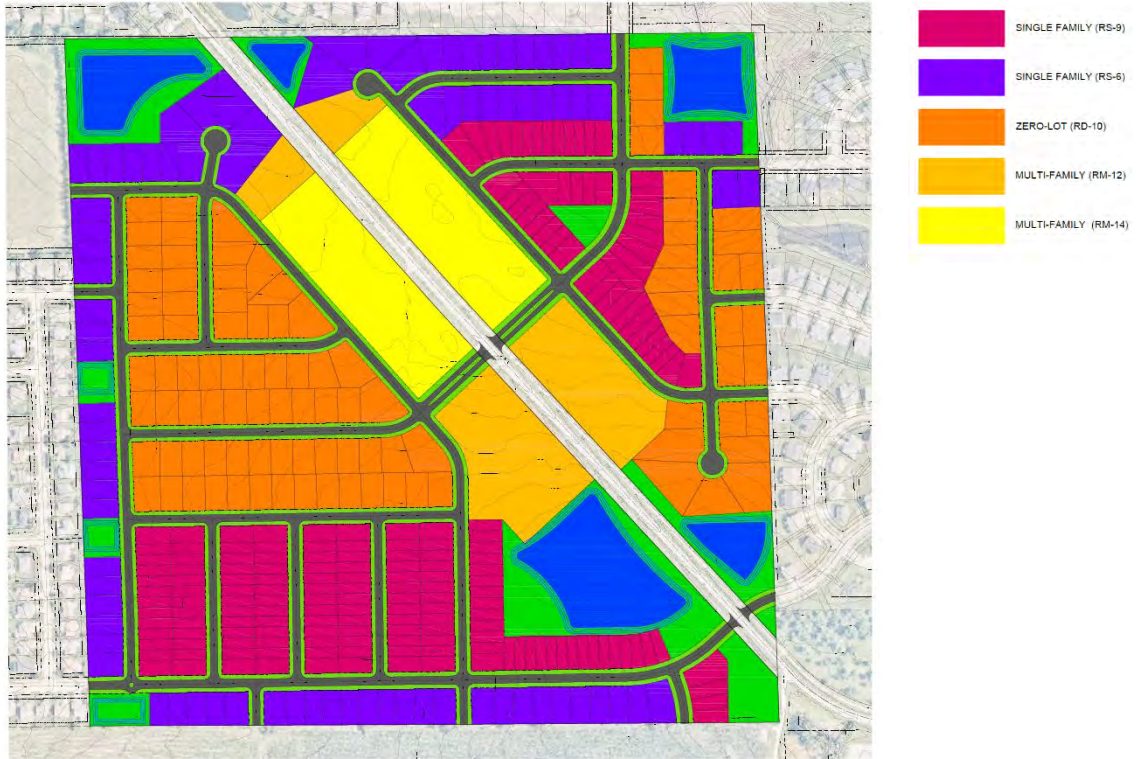 SINGLE FAMILY (RS-9)
SINGLE FAMILY (RS-6)
ZERO-LOT (RD-10)
MULTI-FAMILY (RM-12)
MULTI-FAMILY (RM-14)